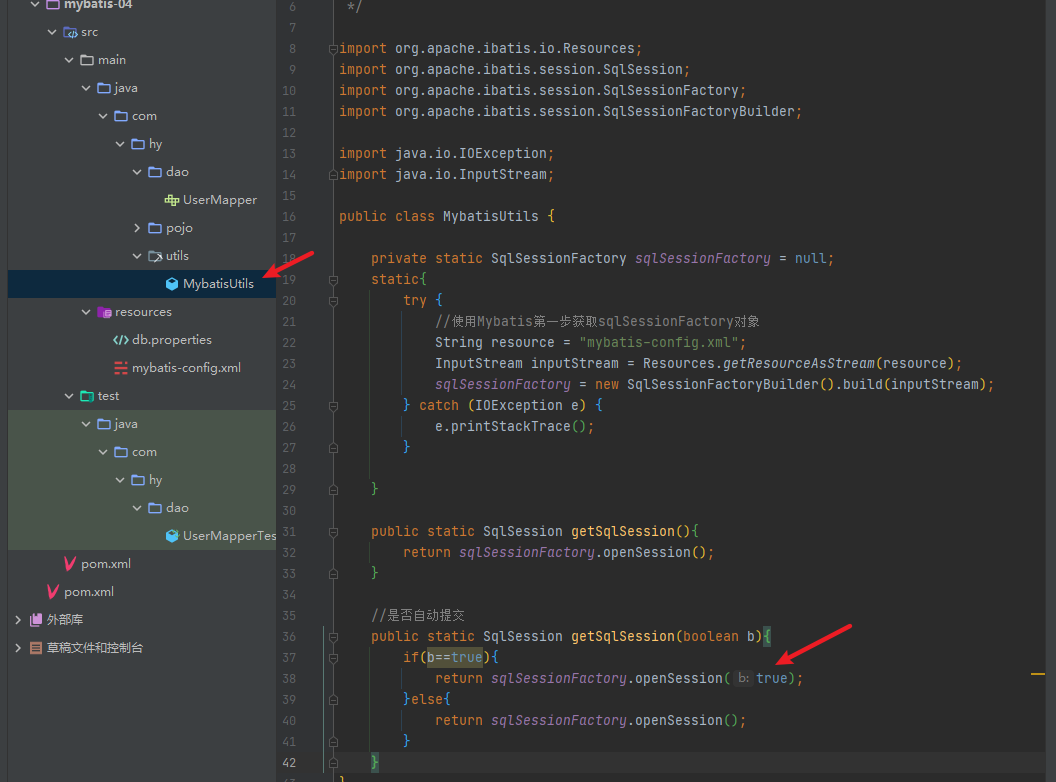 mybatis-04
src
main
java
com
hy
dao
UserMapper
pojo
utils
MybatisUtils
resources
db.properties
mybatis-config.xml
test
java
com
hy
dao
UserMapperTes
pom.xml
pom.xml
外部库
草稿文件和控制台
6 */
7
8 import org.apache.ibatis.io.Resources;
9 import org.apache.ibatis.session.SqlSession;
10 import org.apache.ibatis.session.SqlSessionFactory;
11 import org.apache.ibatis.session.SqlSessionFactoryBuilder;
12
13 import java.io.IOException;
14 import java.io.InputStream;
15
16 public class MybatisUtils {
17
18 private static SqlSessionFactory sqlSessionFactory = null;
19 static{
20 try {
21 //使用Mybatis第一步获取sqlSessionFactory对象
22 String resource = "mybatis-config.xml";
23 InputStream inputStream = Resources.getResourceAsStream(resource);
24 sqlSessionFactory = new SqlSessionFactoryBuilder().build(inputStream);
25 } catch (IOException e) {
26 e.printStackTrace();
27 }
28
29 }
30
31 public static SqlSession getSqlSession(){
32 return sqlSessionFactory.openSession();
33 }
34
35 //是否自动提交
36 public static SqlSession getSqlSession(boolean b){
37 if(b==true){
38 return sqlSessionFactory.openSession( b: true);
39 }else{
40 return sqlSessionFactory.openSession();
41 }
42 }